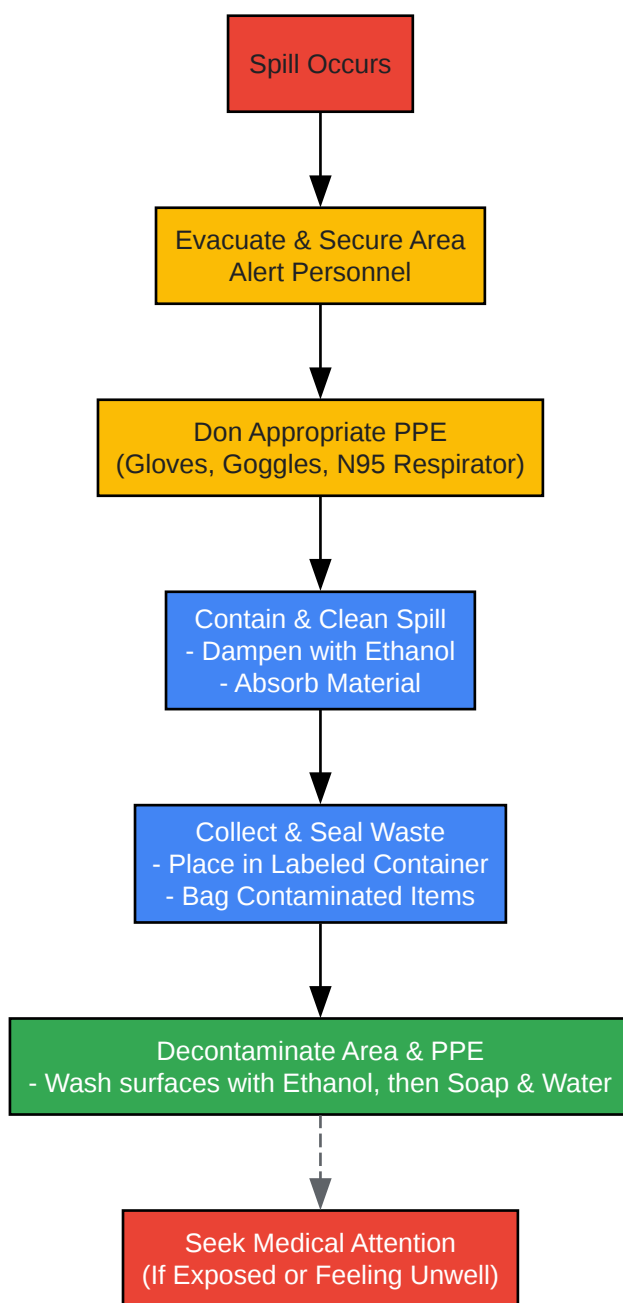 Spill Occurs
Evacuate & Secure Area
Alert Personnel
Don Appropriate PPE
(Gloves, Goggles, N95 Respirator)
Contain & Clean Spill
- Dampen with Ethanol
- Absorb Material
Collect & Seal Waste
- Place in Labeled Container
- Bag Contaminated Items
Decontaminate Area & PPE
- Wash surfaces with Ethanol, then Soap & Water
Seek Medical Attention
(If Exposed or Feeling Unwell)